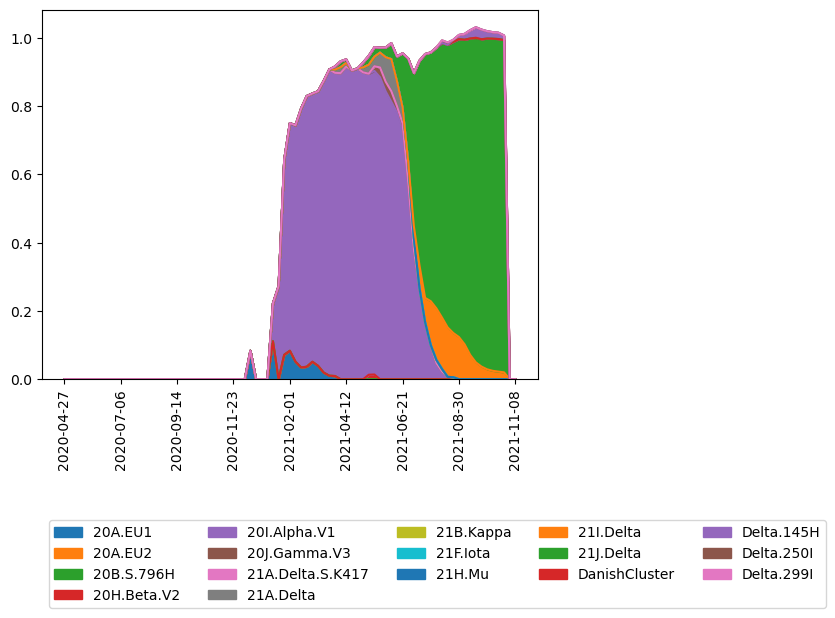 1.0
0.8
0.6
0.4
0.2
0.0
2020-04-27
2020-07-06
2020-09-14
2020-11-23
2021-02-01
2021-04-12
2021-06-21
2021-08-30
2021-11-08
20A.EU1
20A.EU2
20B.S.796H
20H.Beta.V2
20I.Alpha.V1
20J.Gamma.V3
21A.Delta.S.K417
21A.Delta
21B.Kappa
21F.Iota
21H.Mu
21I.Delta
21J.Delta
DanishCluster
Delta.145H
Delta.250I
Delta.299I